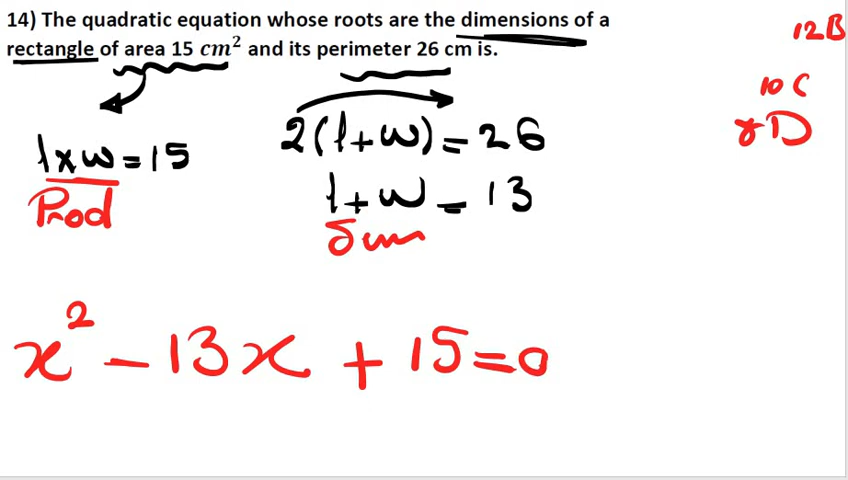 14) The quadratic equation whose roots are the dimensions of a
rectangle of area 15 cm² and its perimeter 26 cm is.
12B
10C
8D
l×w=15
Prod
2(l+w)=26
l+w=13
Sum
x² - 13x + 15=0